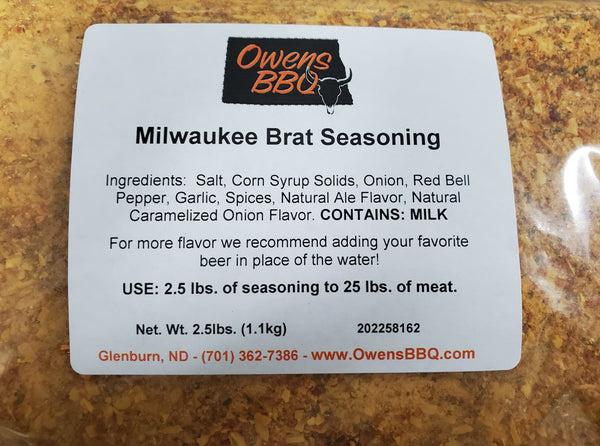 Owens
BBQ
Milwaukee Brat Seasoning
Ingredients: Salt, Corn Syrup Solids, Onion, Red Bell
Pepper, Garlic, Spices, Natural Ale Flavor, Natural
Caramelized Onion Flavor. CONTAINS: MILK
For more flavor we recommend adding your favorite
beer in place of the water!
USE: 2.5 lbs. of seasoning to 25 lbs. of meat.
Net. Wt. 2.5lbs. (1.1kg) 202258162
Glenburn, ND - (701) 362-7386 - www.OwensBBQ.com